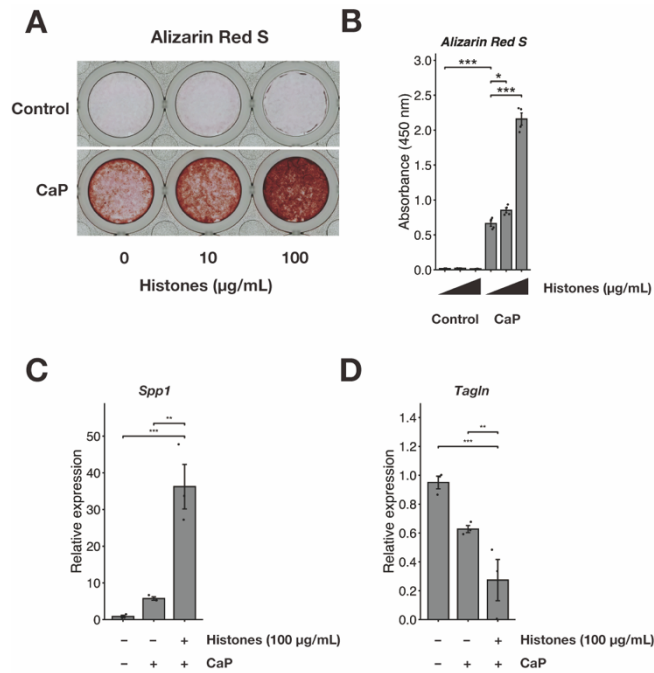 A
Alizarin Red S
Control
CaP
0 10 100
Histones (µg/mL)
B
Alizarin Red S
Absorbance (450 nm)
3.0
2.5
2.0
1.5
1.0
0.5
0.0
***
*
***
Histones (µg/mL)
Control CaP
C
Spp1
Relative expression
50
40
30
20
10
0
**
***
− − + Histones (100 µg/mL)
− + + CaP
D
Tagln
Relative expression
1.4
1.2
1.0
0.8
0.6
0.4
0.2
0.0
**
***
− − + Histones (100 µg/mL)
− + + CaP